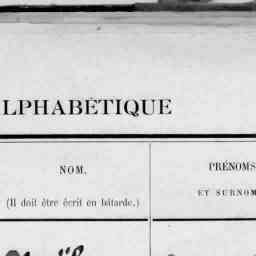 LPHABÉTIQUE
NOM.
PRÉNOMS
(Il doit être écrit en bâtarde.)
ET SURNOM